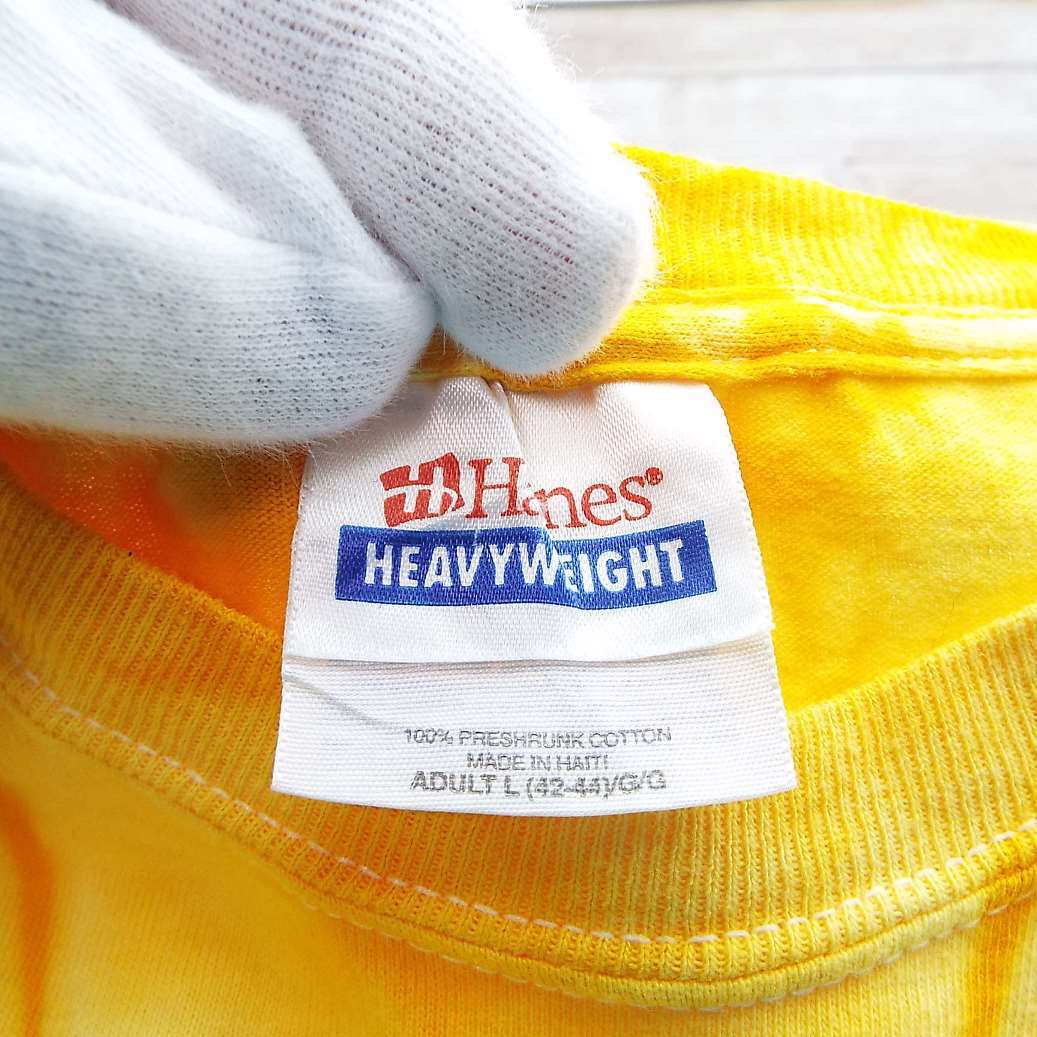 H Hanes®
HEAVYWEIGHT
100% PRESHRUNK COTTON
MADE IN HAITI
ADULT L (42-44)/G/G